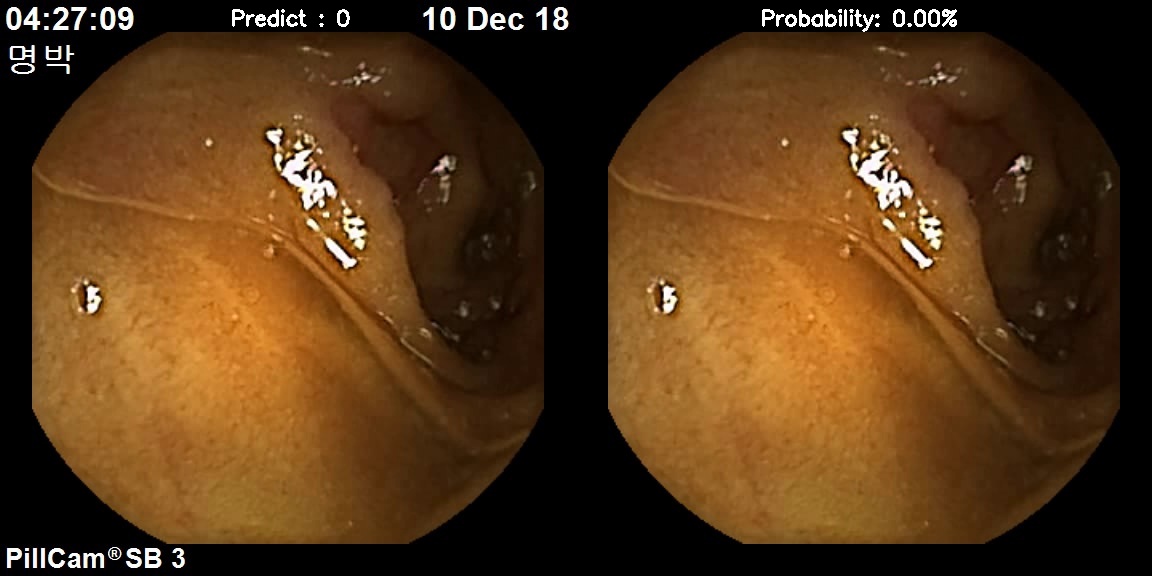 04:27:09
Predict : 0
10 Dec 18
Probability: 0.00%
명박
PillCam® SB 3